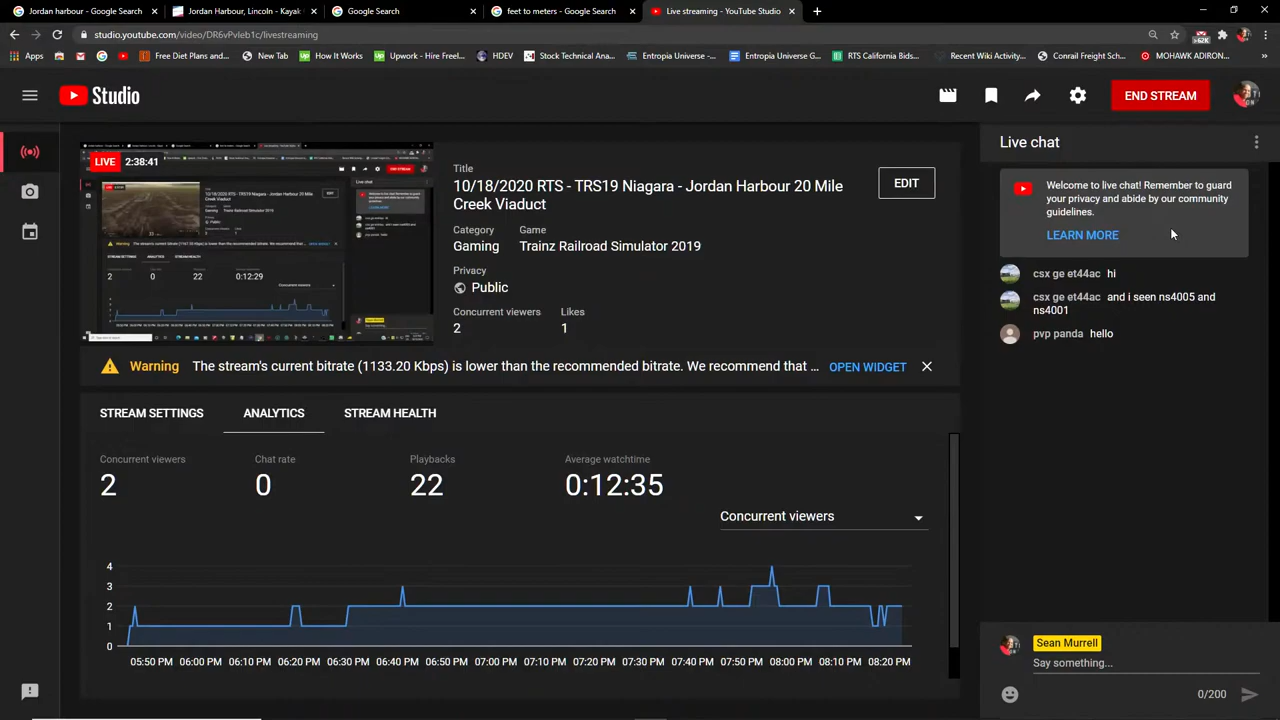 Jordan harbour - Google Search
Jordan Harbour, Lincoln - Kayak
Google Search
feet to meters - Google Search
Live streaming - YouTube Studio
studio.youtube.com/video/DR6vPvIeb1c/livestreaming
>62K
Apps
Free Diet Plans and...
New Tab
How It Works
Upwork - Hire Freel...
HDEV
Stock Technical Ana...
Entropia Universe -...
Entropia Universe...
RTS California Bids...
Recent Wiki Activity...
Conrail Freight Sch...
MOHAWK ADIRON...
Studio
END STREAM
LIVE 2:38:41
Title
10/18/2020 RTS - TRS19 Niagara - Jordan Harbour 20 Mile
Creek Viaduct
EDIT
Category Game
Gaming Trainz Railroad Simulator 2019
Privacy
Public
Concurrent viewers Likes
2 1
Warning The stream's current bitrate (1133.20 Kbps) is lower than the recommended bitrate. We recommend that ... OPEN WIDGET
STREAM SETTINGS ANALYTICS STREAM HEALTH
Concurrent viewers Chat rate Playbacks Average watchtime
2 0 22 0:12:35
Concurrent viewers
4
3
2
1
0
05:50 PM 06:00 PM 06:10 PM 06:20 PM 06:30 PM 06:40 PM 06:50 PM 07:00 PM 07:10 PM 07:20 PM 07:30 PM 07:40 PM 07:50 PM 08:00 PM 08:10 PM 08:20 PM
Live chat
Welcome to live chat! Remember to guard
your privacy and abide by our community
guidelines.
LEARN MORE
csx ge et44ac hi
csx ge et44ac and i seen ns4005 and
ns4001
pvp panda hello
Sean Murrell
Say something...
0/200